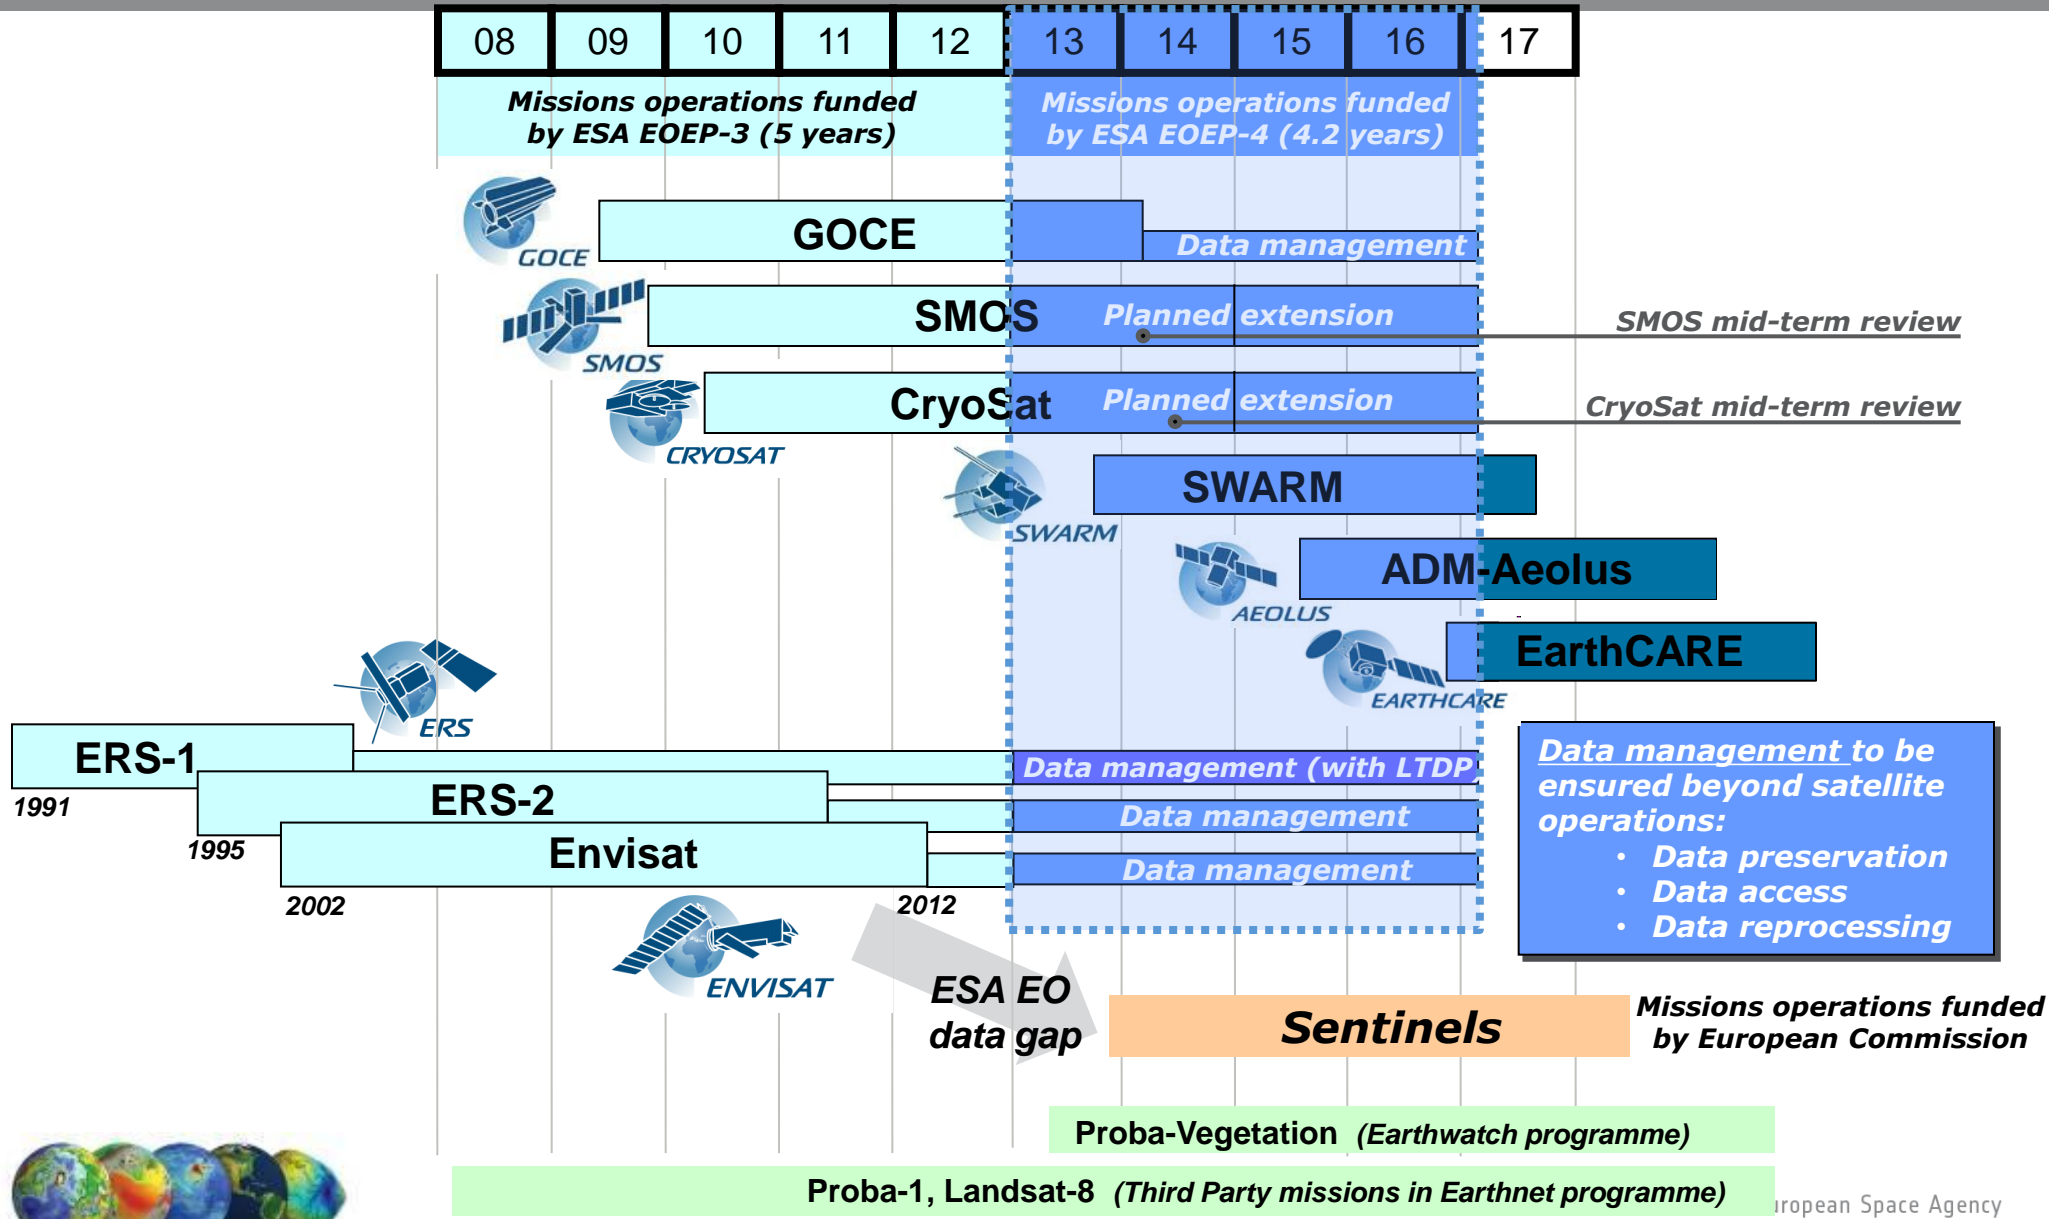 08 09 10 11 12 13 14 15 16 17
Missions operations funded
by ESA EOEP-3 (5 years)
Missions operations funded
by ESA EOEP-4 (4.2 years)
GOCE
GOCE
Data management
SMOS
SMOS
Planned extension
SMOS mid-term review
CRYOSAT
CryoSat
Planned extension
CryoSat mid-term review
SWARM
SWARM
AEOLUS
ADM-Aeolus
EARTHCARE
EarthCARE
ERS
ERS-1
1991
Data management (with LTDP
ERS-2
1995
Data management
Envisat
2002
2012
Data management
ENVISAT
Data management to be
ensured beyond satellite
operations:
• Data preservation
• Data access
• Data reprocessing
ESA EO
data gap
Sentinels
Missions operations funded
by European Commission
Proba-Vegetation (Earthwatch programme)
Proba-1, Landsat-8 (Third Party missions in Earthnet programme)
uropean Space Agency